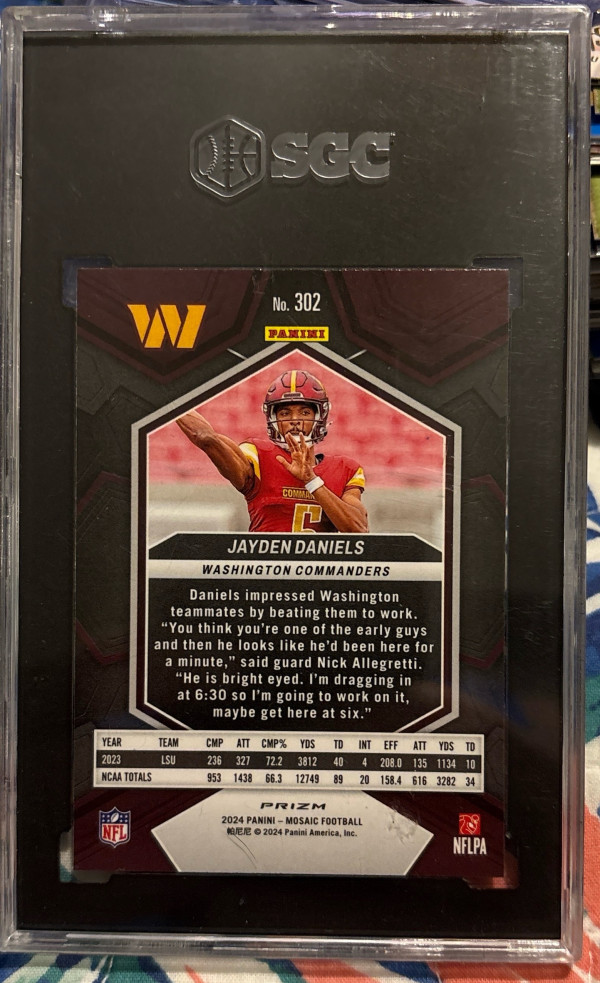 SGC
No. 302
PANINI
COMMAN
6
JAYDEN DANIELS
WASHINGTON COMMANDERS
Daniels impressed Washington
teammates by beating them to work.
“You think you’re one of the early guys
and then he looks like he’d been here for
a minute,” said guard Nick Allegretti.
“He is bright eyed. I’m dragging in
at 6:30 so I’m going to work on it,
maybe get here at six.”
YEAR TEAM CMP ATT CMP% YDS TD INT EFF ATT YDS TD
2023 LSU 236 327 72.2 3812 40 4 208.0 135 1134 10
NCAA TOTALS 953 1438 66.3 12749 89 20 158.4 616 3282 34
PRIZM
2024 PANINI – MOSAIC FOOTBALL
帕尼尼 © 2024 Panini America, Inc.
NFL
NFLPA